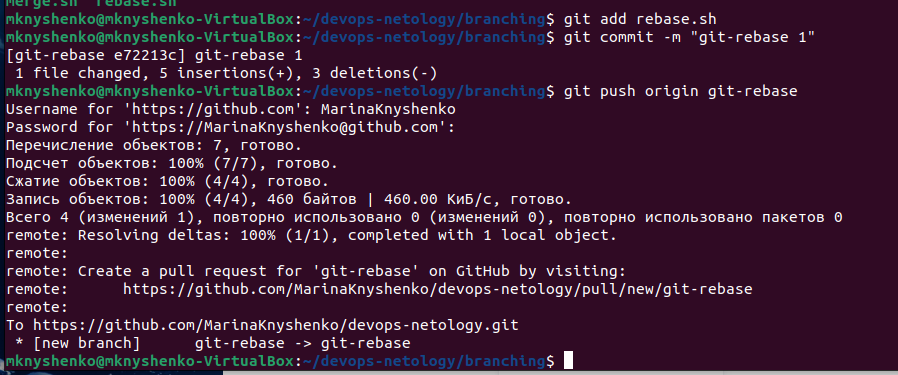 merge.sh  rebase.sh
mknyshenko@mknyshenko-VirtualBox:~/devops-netology/branching$ git add rebase.sh
mknyshenko@mknyshenko-VirtualBox:~/devops-netology/branching$ git commit -m "git-rebase 1"
[git-rebase e72213c] git-rebase 1
 1 file changed, 5 insertions(+), 3 deletions(-)
mknyshenko@mknyshenko-VirtualBox:~/devops-netology/branching$ git push origin git-rebase
Username for 'https://github.com': MarinaKnyshenko
Password for 'https://MarinaKnyshenko@github.com':
Перечисление объектов: 7, готово.
Подсчет объектов: 100% (7/7), готово.
Сжатие объектов: 100% (4/4), готово.
Запись объектов: 100% (4/4), 460 байтов | 460.00 КиБ/с, готово.
Всего 4 (изменений 1), повторно использовано 0 (изменений 0), повторно использовано пакетов 0
remote: Resolving deltas: 100% (1/1), completed with 1 local object.
remote:
remote: Create a pull request for 'git-rebase' on GitHub by visiting:
remote:      https://github.com/MarinaKnyshenko/devops-netology/pull/new/git-rebase
remote:
To https://github.com/MarinaKnyshenko/devops-netology.git
 * [new branch]      git-rebase -> git-rebase
mknyshenko@mknyshenko-VirtualBox:~/devops-netology/branching$